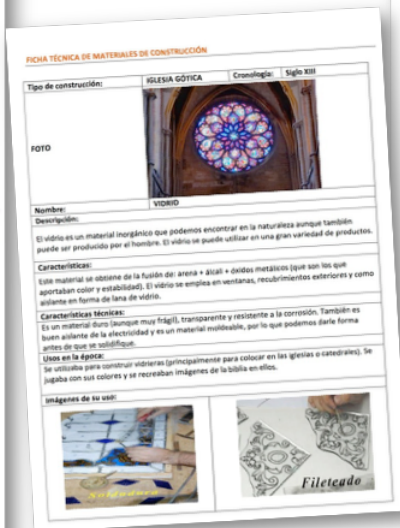 FICHA TÉCNICA DE MATERIALES DE CONSTRUCCIÓN
Tipo de construcción: IGLESIA GÓTICA Cronología: Siglo XIII
FOTO
Nombre: VIDRIO
Descripción:
El vidrio es un material inorgánico que podemos encontrar en la naturaleza aunque también
puede ser producido por el hombre. El vidrio se puede utilizar en una gran variedad de productos.
Características:
Este material se obtiene de la fusión de: arena + álcali + óxidos metálicos (que son los que
aportaban color y estabilidad). El vidrio se emplea en ventanas, recubrimientos exteriores y como
aislante en forma de lana de vidrio.
Características técnicas:
Es un material duro (aunque muy frágil), transparente y resistente a la corrosión. También es
buen aislante de la electricidad y es un material moldeable, por lo que podemos darle forma
antes de que se solidifique.
Usos en la época:
Se utilizaba para construir vidrieras (principalmente para colocar en las iglesias o catedrales). Se
jugaba con sus colores y se recreaban imágenes de la biblia en ellos.
Imágenes de su uso:
Soldadura
Fileteado